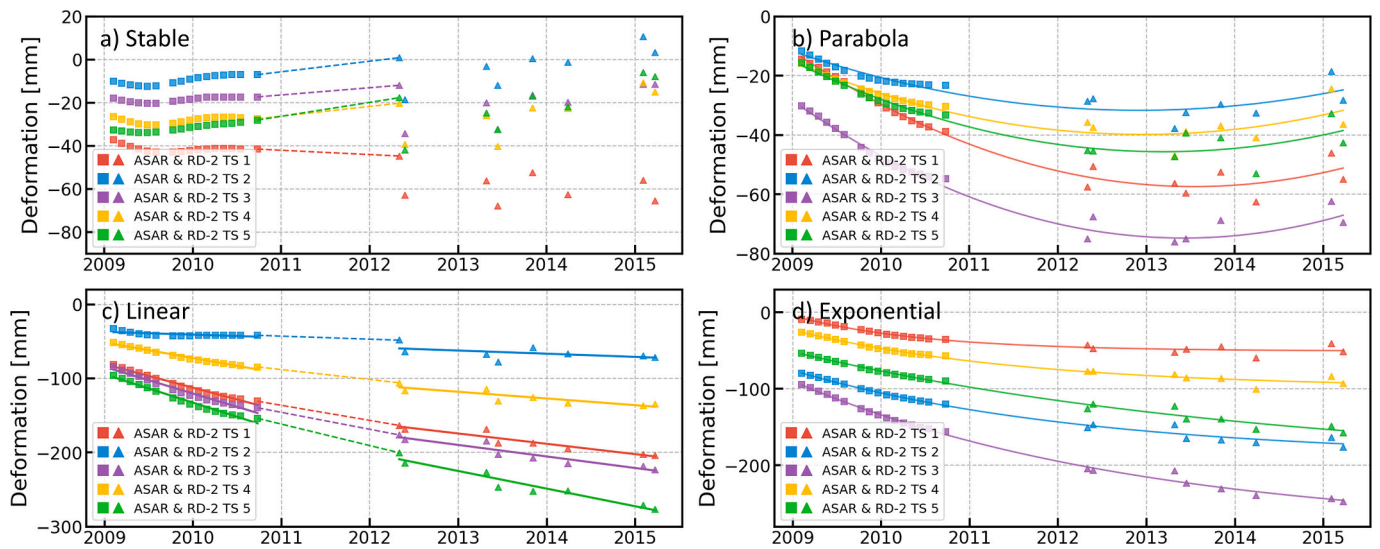 a) Stable
Deformation [mm]
20
0
−20
−40
−60
−80
ASAR & RD-2 TS 1
ASAR & RD-2 TS 2
ASAR & RD-2 TS 3
ASAR & RD-2 TS 4
ASAR & RD-2 TS 5
2009 2010 2011 2012 2013 2014 2015
b) Parabola
Deformation [mm]
0
−20
−40
−60
−80
ASAR & RD-2 TS 1
ASAR & RD-2 TS 2
ASAR & RD-2 TS 3
ASAR & RD-2 TS 4
ASAR & RD-2 TS 5
2009 2010 2011 2012 2013 2014 2015
c) Linear
Deformation [mm]
0
−100
−200
−300
ASAR & RD-2 TS 1
ASAR & RD-2 TS 2
ASAR & RD-2 TS 3
ASAR & RD-2 TS 4
ASAR & RD-2 TS 5
2009 2010 2011 2012 2013 2014 2015
d) Exponential
Deformation [mm]
0
−100
−200
ASAR & RD-2 TS 1
ASAR & RD-2 TS 2
ASAR & RD-2 TS 3
ASAR & RD-2 TS 4
ASAR & RD-2 TS 5
2009 2010 2011 2012 2013 2014 2015